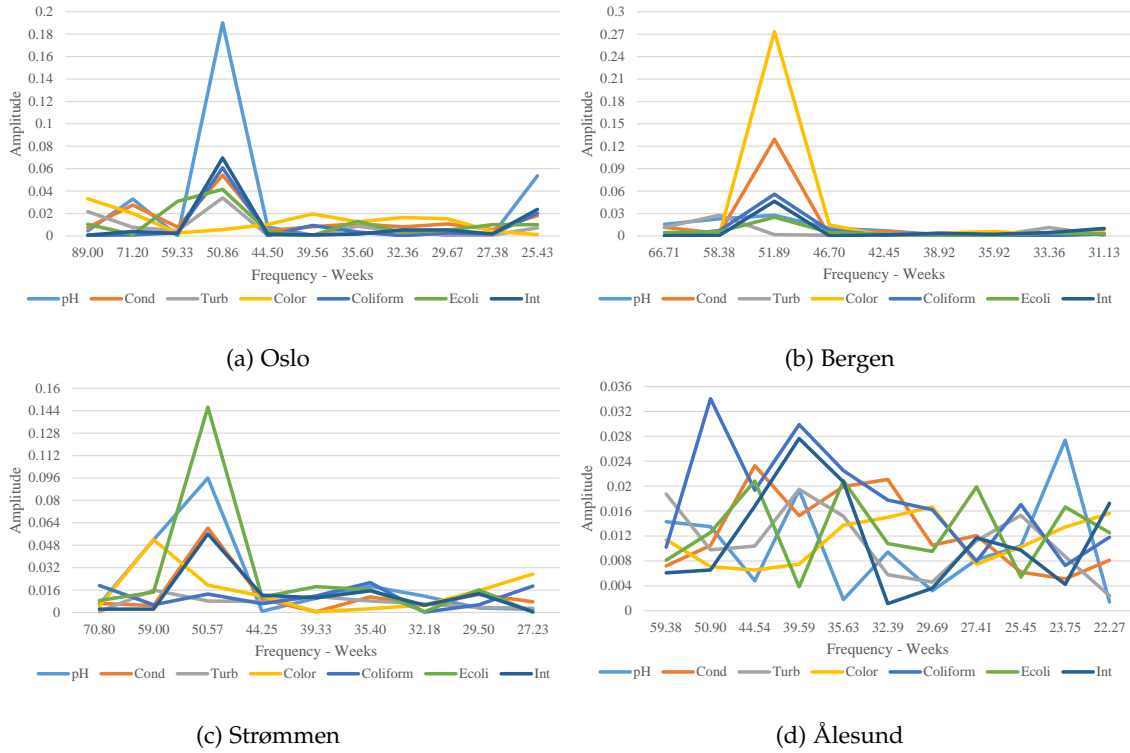 0.2
0.18
0.16
0.14
0.12
0.1
0.08
0.06
0.04
0.02
0
Amplitude
89.00 71.20 59.33 50.86 44.50 39.56 35.60 32.36 29.67 27.38 25.43
Frequency - Weeks
pH Cond Turb Color Coliform Ecoli Int
(a) Oslo
0.3
0.27
0.24
0.21
0.18
0.15
0.12
0.09
0.06
0.03
0
Amplitude
66.71 58.38 51.89 46.70 42.45 38.92 35.92 33.36 31.13
Frequency - Weeks
pH Cond Turb Color Coliform Ecoli Int
(b) Bergen
0.16
0.144
0.128
0.112
0.096
0.08
0.064
0.048
0.032
0.016
0
Amplitude
70.80 59.00 50.57 44.25 39.33 35.40 32.18 29.50 27.23
Frequency - Weeks
pH Cond Turb Color Coliform Ecoli Int
(c) Strømmen
0.036
0.032
0.028
0.024
0.02
0.016
0.012
0.008
0.004
0
Amplitude
59.38 50.90 44.54 39.59 35.63 32.39 29.69 27.41 25.45 23.75 22.27
Frequency - Weeks
pH Cond Turb Color Coliform Ecoli Int
(d) Ålesund